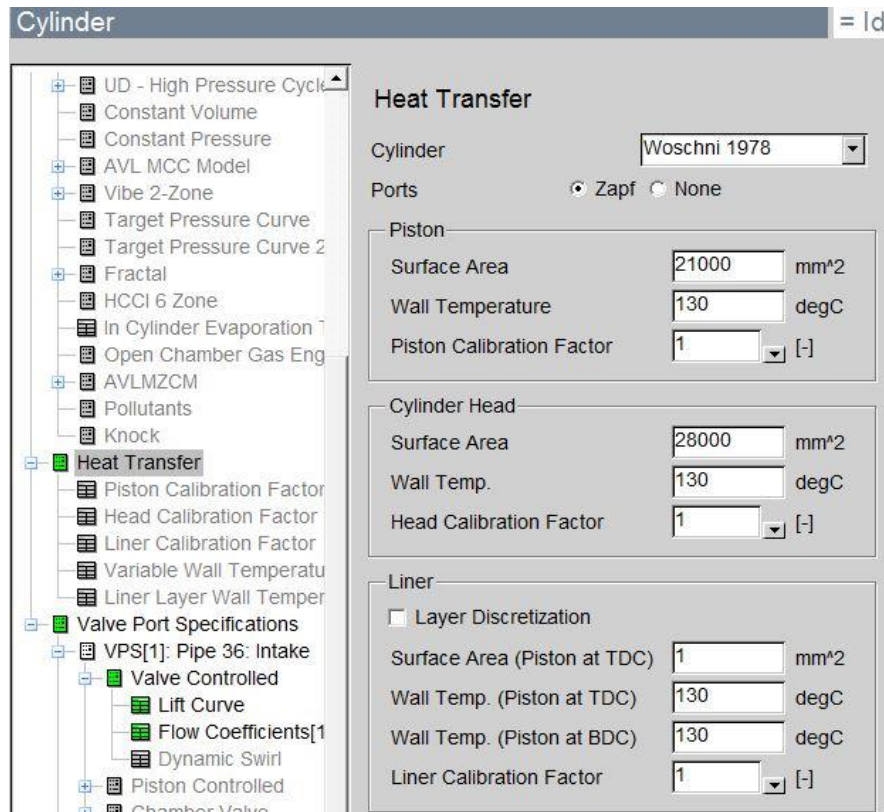 Cylinder
= Id
UD - High Pressure Cycle
Constant Volume
Constant Pressure
AVL MCC Model
Vibe 2-Zone
Target Pressure Curve
Target Pressure Curve 2
Fractal
HCCI 6 Zone
In Cylinder Evaporation T
Open Chamber Gas Eng
AVLMZCM
Pollutants
Knock
Heat Transfer
Piston Calibration Factor
Head Calibration Factor
Liner Calibration Factor
Variable Wall Temperatu
Liner Layer Wall Temper
Valve Port Specifications
VPS[1]: Pipe 36: Intake
Valve Controlled
Lift Curve
Flow Coefficients[1
Dynamic Swirl
Piston Controlled
Chamber Valve
Heat Transfer
Cylinder Woschni 1978
Ports Zapf None
Piston
Surface Area 21000 mm^2
Wall Temperature 130 degC
Piston Calibration Factor 1 [-]
Cylinder Head
Surface Area 28000 mm^2
Wall Temp. 130 degC
Head Calibration Factor 1 [-]
Liner
Layer Discretization
Surface Area (Piston at TDC) 1 mm^2
Wall Temp. (Piston at TDC) 130 degC
Wall Temp. (Piston at BDC) 130 degC
Liner Calibration Factor 1 [-]